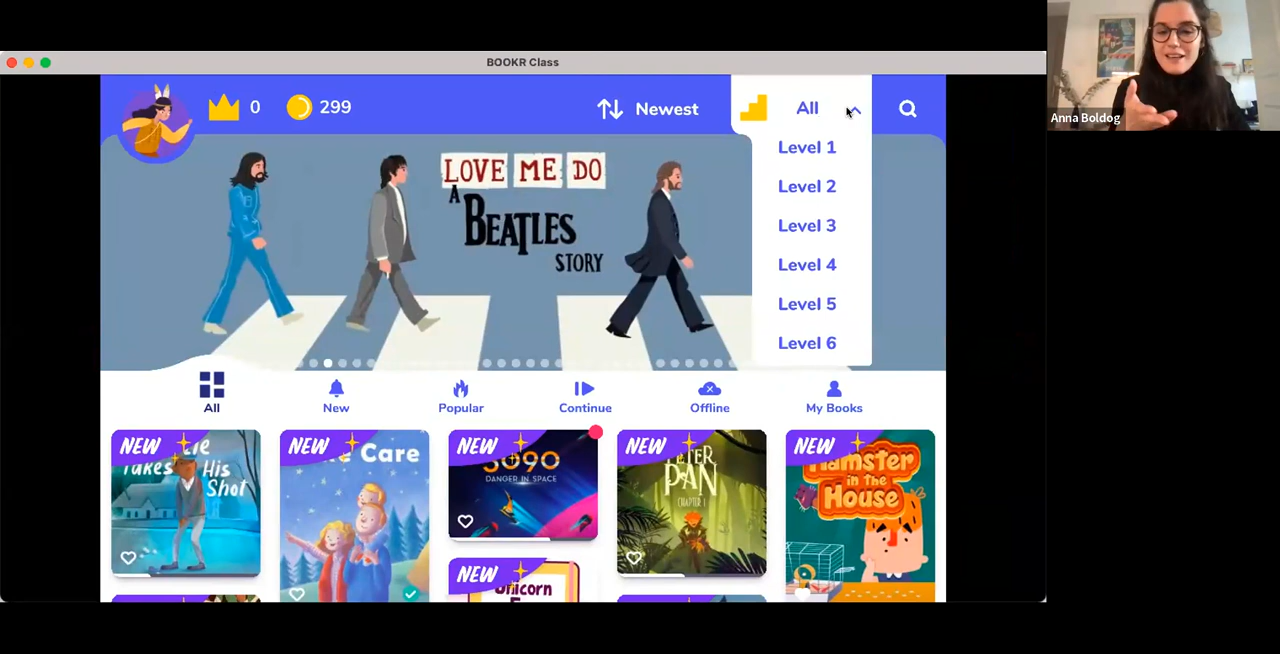 BOOKR Class
0
299
Newest
All
Level 1
Level 2
Level 3
Level 4
Level 5
Level 6
LOVE ME DO
A
BEATLES
STORY
All
New
Popular
Continue
Offline
My Books
NEW
Takes His
Shot
NEW
Care
NEW
3090
DANGER IN SPACE
NEW
PETER
PAN
CHAPTER 1
NEW
Hamster
in the
House
NEW
Unicorn
Anna Boldog